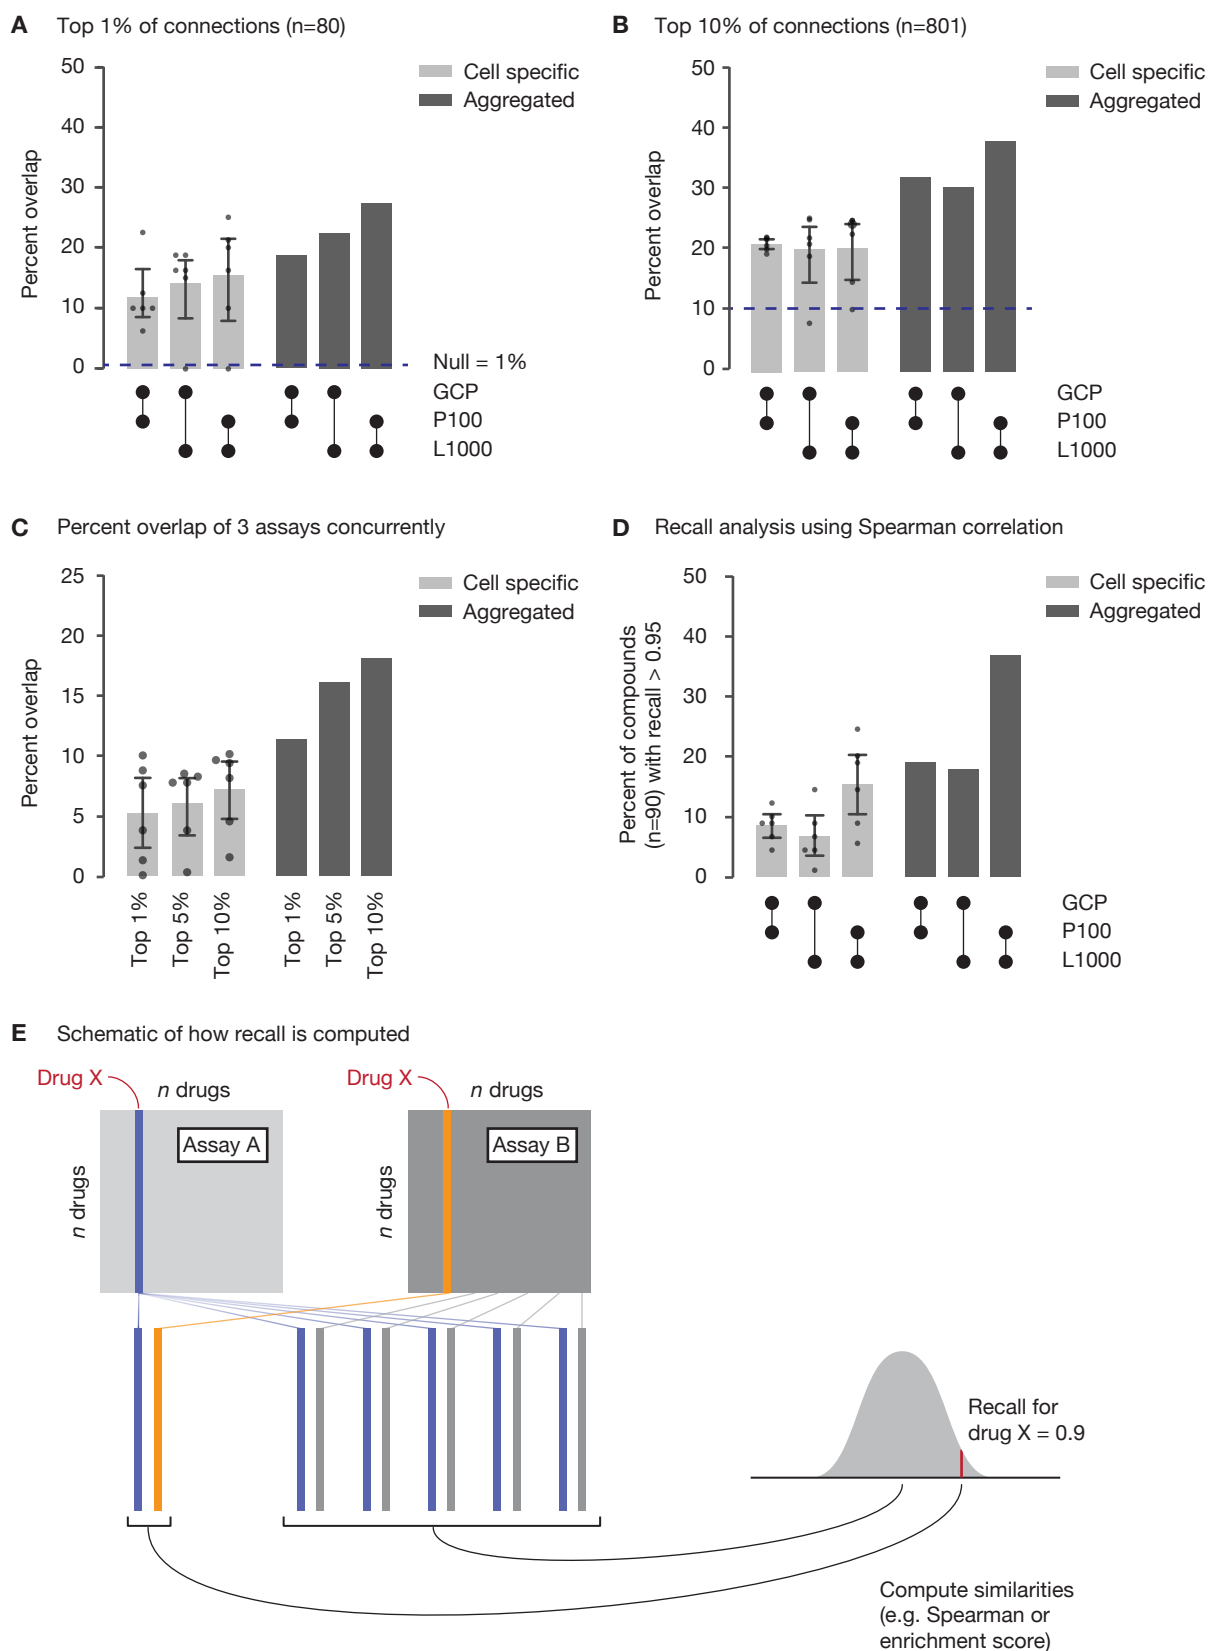 A Top 1% of connections (n=80)
50
40
30
20
10
0
Percent overlap
Cell specific
Aggregated
Null = 1%
GCP
P100
L1000
B Top 10% of connections (n=801)
50
40
30
20
10
0
Percent overlap
Cell specific
Aggregated
GCP
P100
L1000
C Percent overlap of 3 assays concurrently
25
20
15
10
5
0
Percent overlap
Cell specific
Aggregated
Top 1%
Top 5%
Top 10%
Top 1%
Top 5%
Top 10%
D Recall analysis using Spearman correlation
50
40
30
20
10
0
Percent of compounds
(n=90) with recall > 0.95
Cell specific
Aggregated
GCP
P100
L1000
E Schematic of how recall is computed
Drug X
n drugs
n drugs
Assay A
Drug X
n drugs
n drugs
Assay B
Recall for
drug X = 0.9
Compute similarities
(e.g. Spearman or
enrichment score)